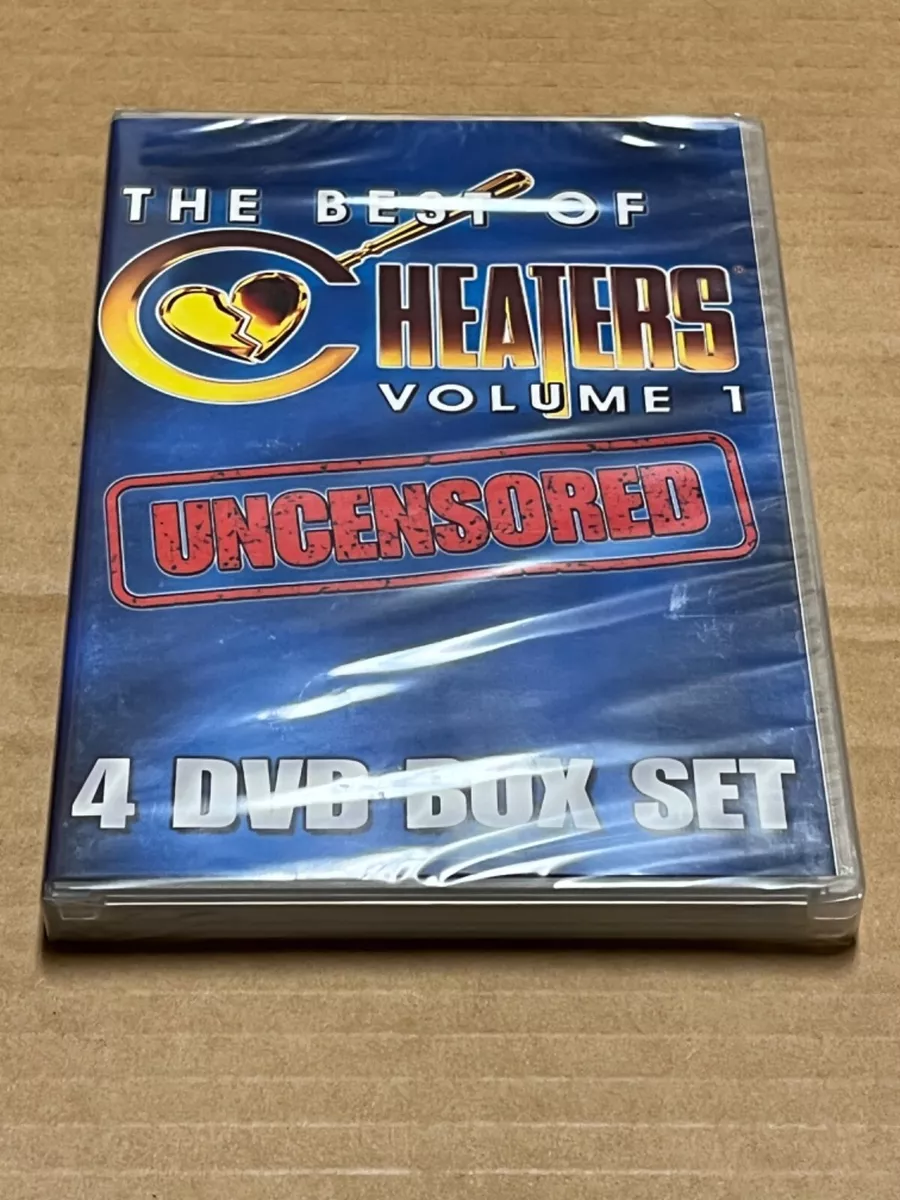 THE BEST OF
CHEATERS®
VOLUME 1
UNCENSORED
4 DVD BOX SET